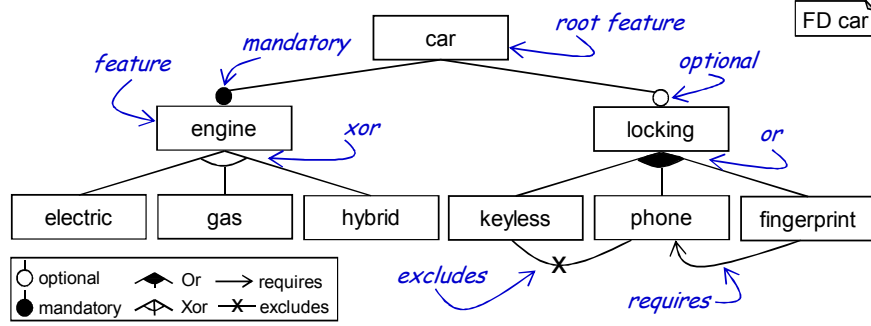 FD car
car
root feature
mandatory
feature
optional
engine
xor
locking
or
electric
gas
hybrid
keyless
phone
fingerprint
excludes
X
requires
optional
Or
requires
mandatory
Xor
X
excludes